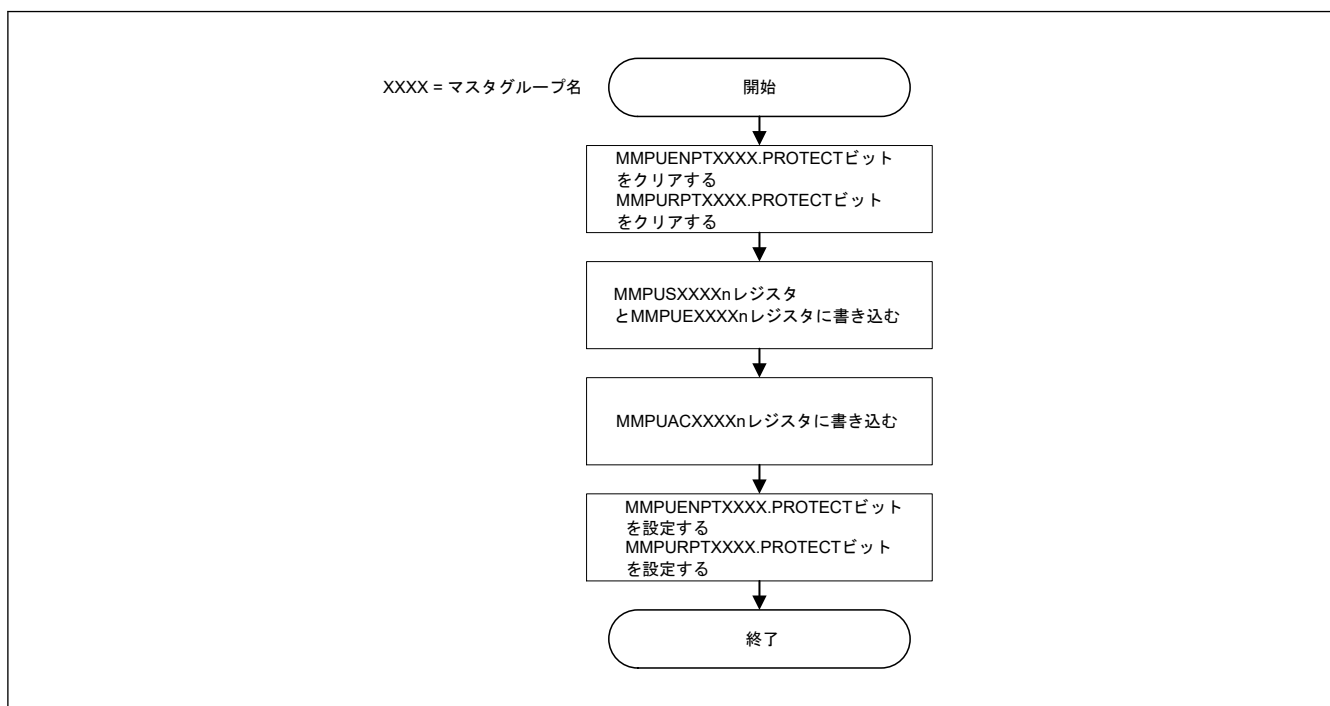 XXXX = マスタグループ名
開始
MMPUENPTXXXX.PROTECTビット
をクリアする
MMPURPTXXXX.PROTECTビット
をクリアする
MMPUSXXXXnレジスタ
とMMPUEXXXXnレジスタに書き込む
MMPUACXXXXnレジスタに書き込む
MMPUENPTXXXX.PROTECTビット
を設定する
MMPURPTXXXX.PROTECTビット
を設定する
終了